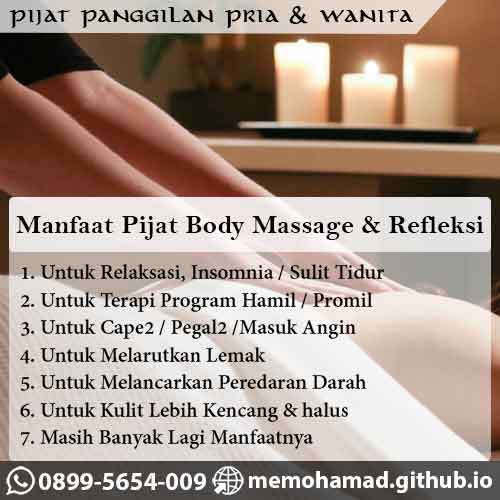 Pijat Panggilan Pria & Wanita
Manfaat Pijat Body Massage & Refleksi
1. Untuk Relaksasi, Insomnia / Sulit Tidur
2. Untuk Terapi Program Hamil / Promil
3. Untuk Cape2 / Pegal2 /Masuk Angin
4. Untuk Melarutkan Lemak
5. Untuk Melancarkan Peredaran Darah
6. Untuk Kulit Lebih Kencang & halus
7. Masih Banyak Lagi Manfaatnya
0899-5654-009 memohamad.github.io